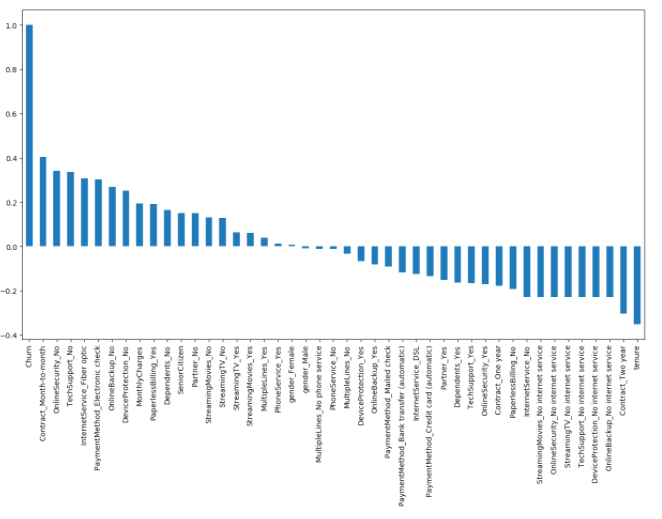 1.0
0.8
0.6
0.4
0.2
0.0
−0.2
−0.4
Churn
Contract_Month-to-month
OnlineSecurity_No
TechSupport_No
InternetService_Fiber optic
PaymentMethod_Electronic check
OnlineBackup_No
DeviceProtection_No
MonthlyCharges
PaperlessBilling_Yes
Dependents_No
SeniorCitizen
Partner_No
StreamingMovies_No
StreamingTV_No
StreamingTV_Yes
StreamingMovies_Yes
MultipleLines_Yes
PhoneService_Yes
gender_Female
gender_Male
MultipleLines_No phone service
PhoneService_No
MultipleLines_No
DeviceProtection_Yes
OnlineBackup_Yes
PaymentMethod_Mailed check
PaymentMethod_Bank transfer (automatic)
InternetService_DSL
PaymentMethod_Credit card (automatic)
Partner_Yes
Dependents_Yes
TechSupport_Yes
OnlineSecurity_Yes
Contract_One year
PaperlessBilling_No
InternetService_No
StreamingMovies_No internet service
OnlineSecurity_No internet service
StreamingTV_No internet service
TechSupport_No internet service
DeviceProtection_No internet service
OnlineBackup_No internet service
Contract_Two year
tenure